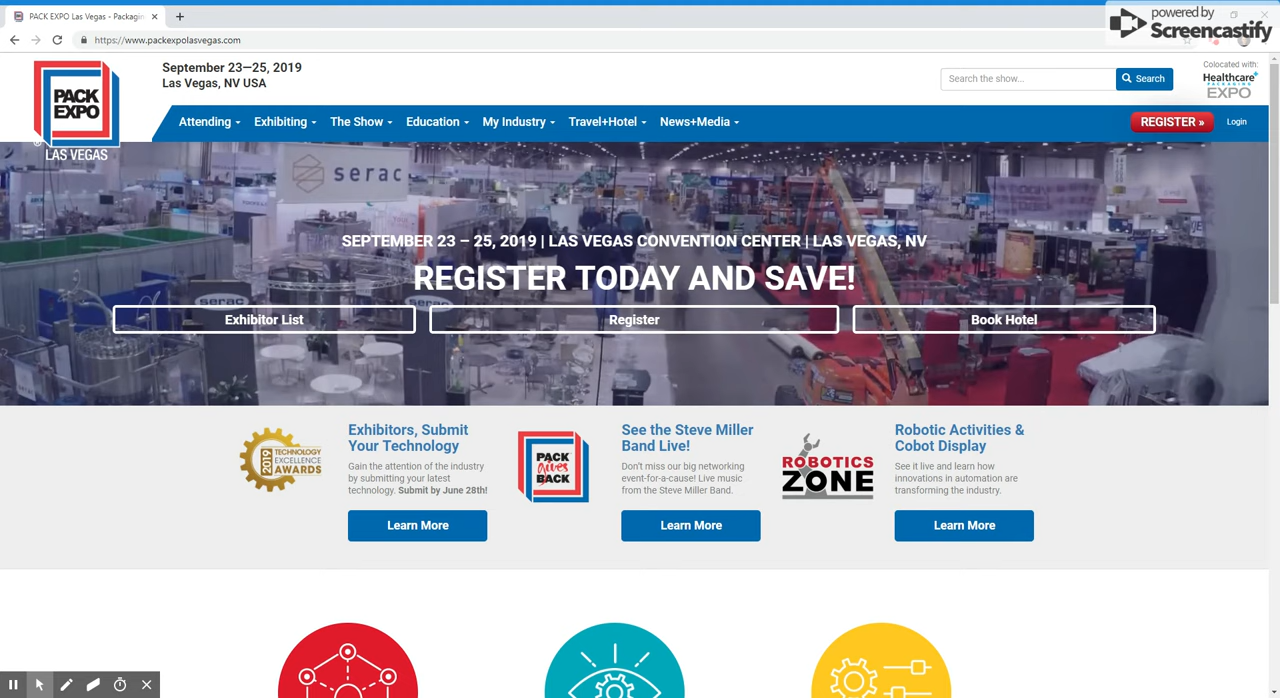 PACK EXPO Las Vegas - Packagin
powered by
Screencastify
https://www.packexpolasvegas.com
September 23—25, 2019
Las Vegas, NV USA
PACK
EXPO
®
LAS VEGAS
Search the show...
Search
Colocated with:
Healthcare
PACKAGING
EXPO
Attending
Exhibiting
The Show
Education
My Industry
Travel+Hotel
News+Media
REGISTER »
Login
serac
SEPTEMBER 23 – 25, 2019 | LAS VEGAS CONVENTION CENTER | LAS VEGAS, NV
REGISTER TODAY AND SAVE!
serac
serac
Exhibitor List
Register
Book Hotel
2019
TECHNOLOGY
EXCELLENCE
AWARDS
Exhibitors, Submit
Your Technology
Gain the attention of the industry
by submitting your latest
technology. Submit by June 28th!
Learn More
PACK
gives
BACK
See the Steve Miller
Band Live!
Don't miss our big networking
event-for-a-cause! Live music
from the Steve Miller Band.
Learn More
ROBOTICS
ZONE
Robotic Activities &
Cobot Display
See it live and learn how
innovations in automation are
transforming the industry.
Learn More